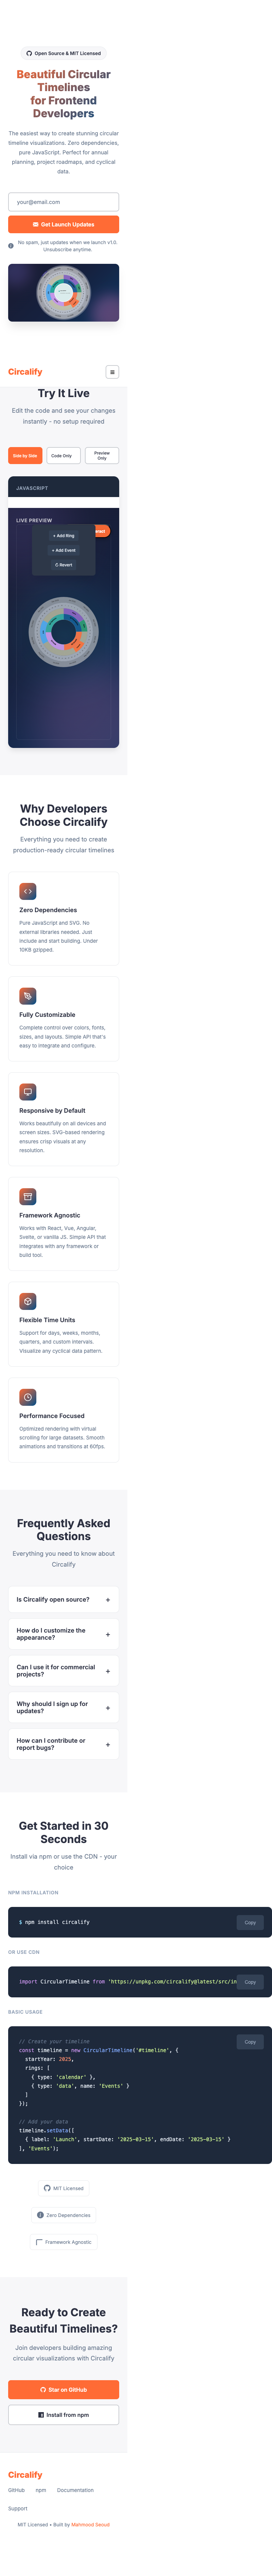 Open Source & MIT Licensed
Beautiful Circular
Timelines
for Frontend
Developers
The easiest way to create stunning circular
timeline visualizations. Zero dependencies,
pure JavaScript. Perfect for annual
planning, project roadmaps, and cyclical
data.
your@email.com
Get Launch Updates
No spam, just updates when we launch v1.0.
Unsubscribe anytime.
Circalify
Try It Live
Edit the code and see your changes
instantly - no setup required
Side by Side
Code Only
Preview
Only
JAVASCRIPT
LIVE PREVIEW
+ Add Ring
+ Add Event
Revert
Why Developers
Choose Circalify
Everything you need to create
production-ready circular timelines
Zero Dependencies
Pure JavaScript and SVG. No
external libraries needed. Just
include and start building. Under
10KB gzipped.
Fully Customizable
Complete control over colors, fonts,
sizes, and layouts. Simple API that's
easy to integrate and configure.
Responsive by Default
Works beautifully on all devices and
screen sizes. SVG-based rendering
ensures crisp visuals at any
resolution.
Framework Agnostic
Works with React, Vue, Angular,
Svelte, or vanilla JS. Simple API that
integrates with any framework or
build tool.
Flexible Time Units
Support for days, weeks, months,
quarters, and custom intervals.
Visualize any cyclical data pattern.
Performance Focused
Optimized rendering with virtual
scrolling for large datasets. Smooth
animations and transitions at 60fps.
Frequently Asked
Questions
Everything you need to know about
Circalify
Is Circalify open source? +
How do I customize the
appearance? +
Can I use it for commercial
projects? +
Why should I sign up for
updates? +
How can I contribute or
report bugs? +
Get Started in 30
Seconds
Install via npm or use the CDN - your
choice
NPM INSTALLATION
$ npm install circalify
Copy
OR USE CDN
import CircularTimeline from 'https://unpkg.com/circalify@latest/src/in
Copy
BASIC USAGE
Copy
// Create your timeline
const timeline = new CircularTimeline('#timeline', {
startYear: 2025,
rings: [
{ type: 'calendar' },
{ type: 'data', name: 'Events' }
]
});
// Add your data
timeline.setData([
{ label: 'Launch', startDate: '2025-03-15', endDate: '2025-03-15' }
], 'Events');
MIT Licensed
Zero Dependencies
Framework Agnostic
Ready to Create
Beautiful Timelines?
Join developers building amazing
circular visualizations with Circalify
Star on GitHub
Install from npm
Circalify
GitHub npm Documentation
Support
MIT Licensed • Built by Mahmood Seoud